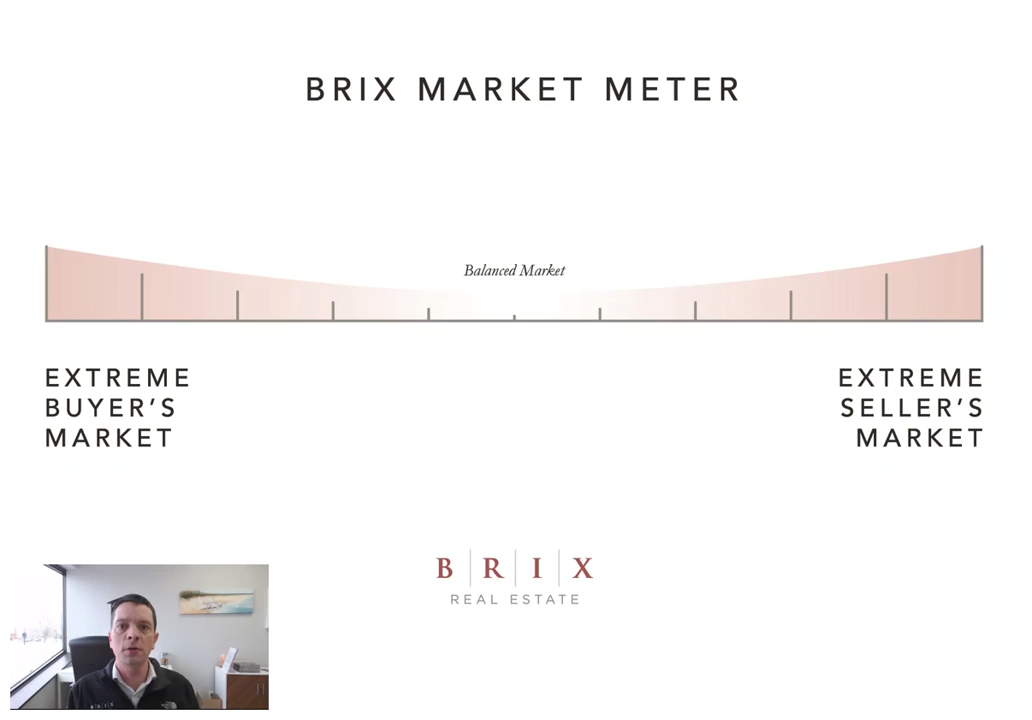 BRIX MARKET METER
Balanced Market
EXTREME
BUYER'S
MARKET
EXTREME
SELLER'S
MARKET
B R I X
REAL ESTATE